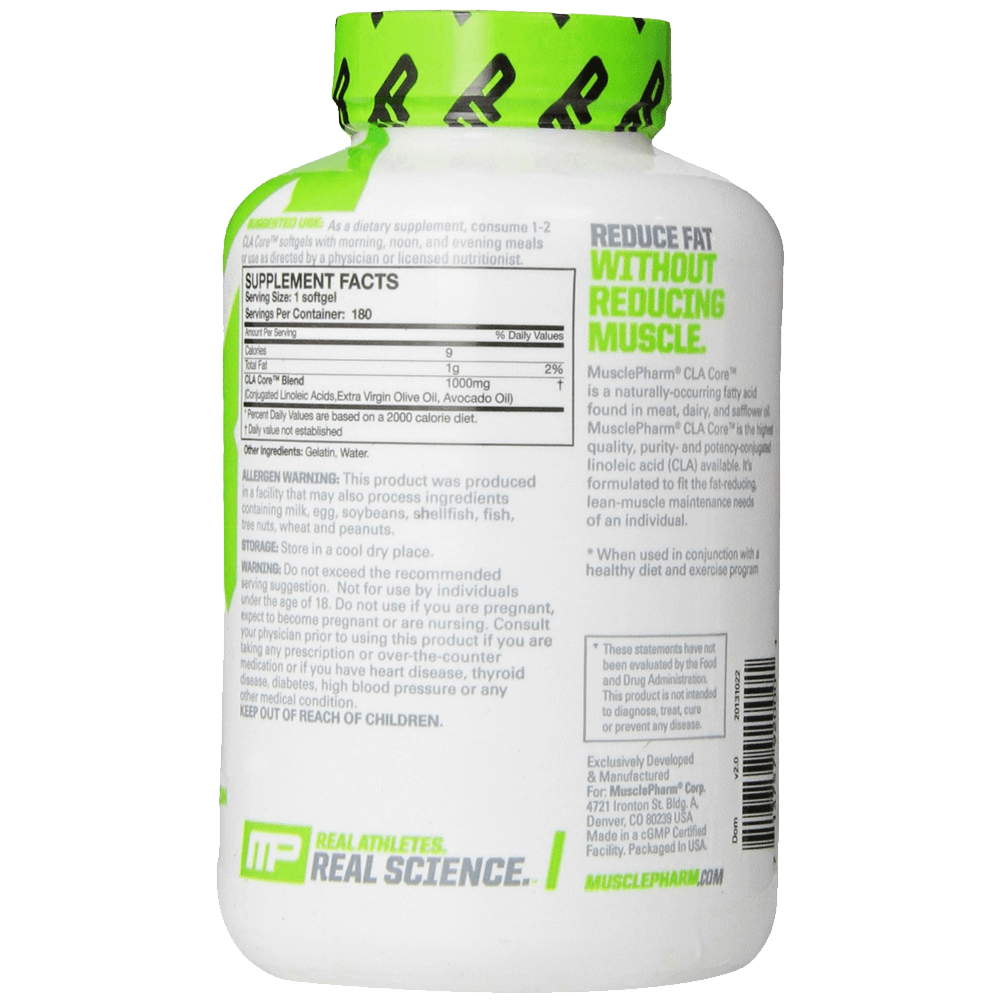 SUGGESTED USE: As a dietary supplement, consume 1-2
CLA Core™ softgels with morning, noon, and evening meals
or use as directed by a physician or licensed nutritionist.
SUPPLEMENT FACTS
Serving Size: 1 softgel
Servings Per Container: 180
Amount Per Serving % Daily Values
Calories 9
Total Fat 1g 2%
CLA Core™ Blend 1000mg †
(Conjugated Linoleic Acids,Extra Virgin Olive Oil, Avocado Oil)
* Percent Daily Values are based on a 2000 calorie diet.
† Daily value not established
Other Ingredients: Gelatin, Water.
ALLERGEN WARNING: This product was produced
in a facility that may also process ingredients
containing milk, egg, soybeans, shellfish, fish,
tree nuts, wheat and peanuts.
STORAGE: Store in a cool dry place.
WARNING: Do not exceed the recommended
serving suggestion. Not for use by individuals
under the age of 18. Do not use if you are pregnant,
expect to become pregnant or are nursing. Consult
your physician prior to using this product if you are
taking any prescription or over-the-counter
medication or if you have heart disease, thyroid
disease, diabetes, high blood pressure or any
other medical condition.
KEEP OUT OF REACH OF CHILDREN.
MP
REAL ATHLETES.
REAL SCIENCE.™
REDUCE FAT
WITHOUT
REDUCING
MUSCLE.
MusclePharm® CLA Core™
is a naturally-occurring fatty acid
found in meat, dairy, and safflower oil.
MusclePharm® CLA Core™ is the highest
quality, purity- and potency-conjugated
linoleic acid (CLA) available. It's
formulated to fit the fat-reducing,
lean-muscle maintenance needs
of an individual.
* When used in conjunction with a
healthy diet and exercise program
* These statements have not
been evaluated by the Food
and Drug Administration.
This product is not intended
to diagnose, treat, cure
or prevent any disease.
Exclusively Developed
& Manufactured
For: MusclePharm® Corp.
4721 Ironton St. Bldg. A,
Denver, CO 80239 USA
Made in a cGMP Certified
Facility. Packaged In USA.
MUSCLEPHARM.COM
Dom v2.0 20131022